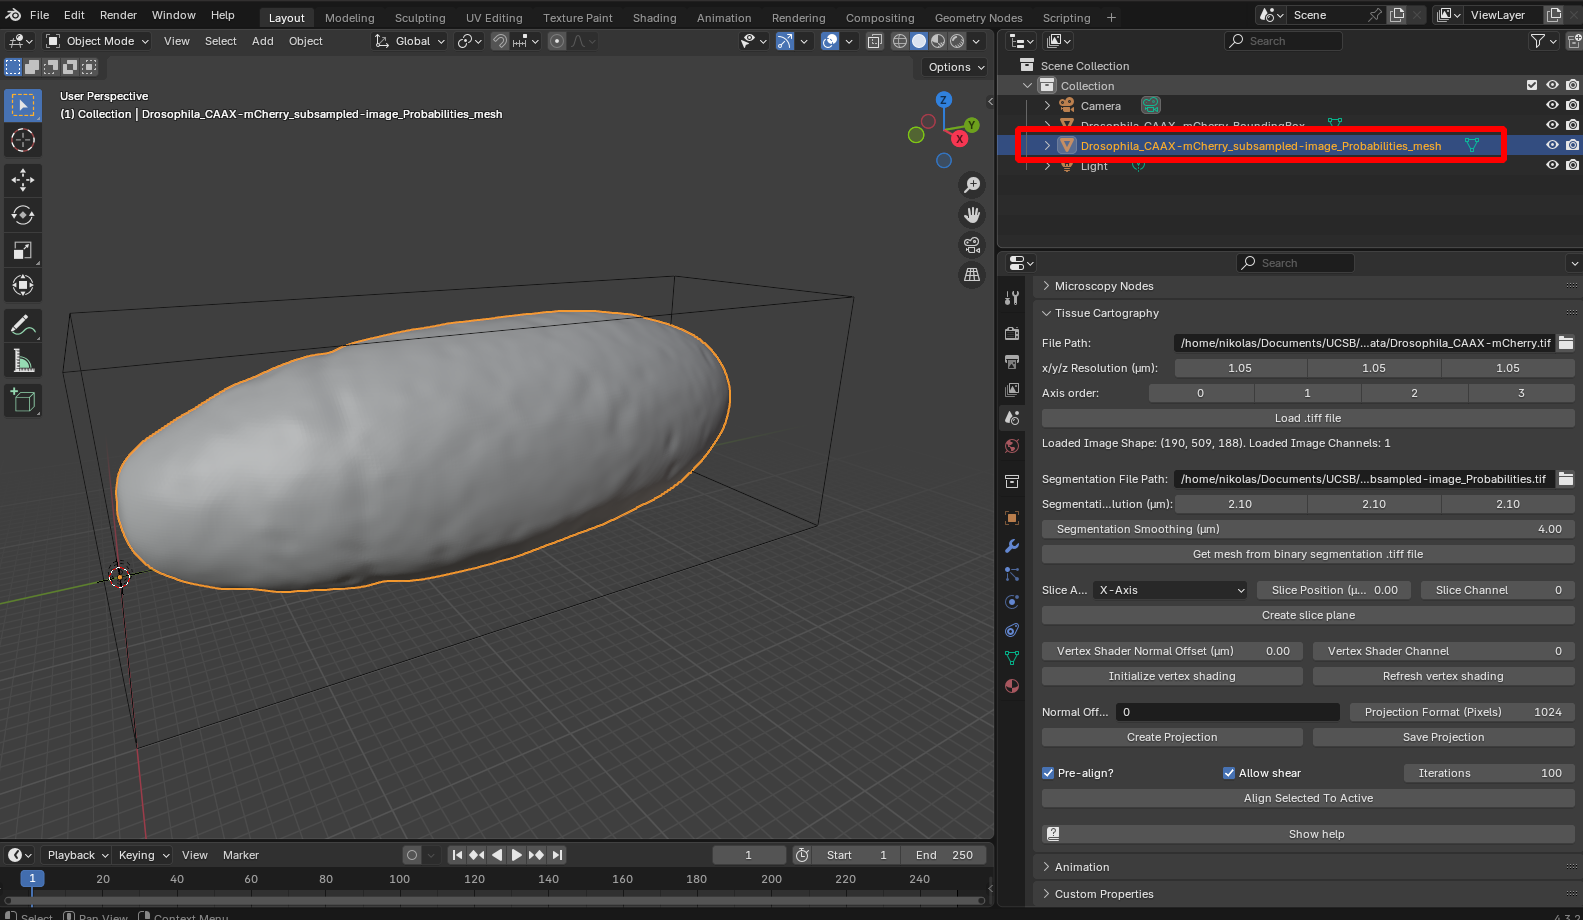 File Edit Render Window Help Layout Modeling Sculpting UV Editing Texture Paint Shading Animation Rendering Compositing Geometry Nodes Scripting + Scene ViewLayer
Object Mode View Select Add Object Global Search
Options
User Perspective
(1) Collection | Drosophila_CAAX-mCherry_subsampled-image_Probabilities_mesh
Z
Y
X
Scene Collection
Collection
Camera
Drosophila_CAAX-mCherry_BoundingBox
Drosophila_CAAX-mCherry_subsampled-image_Probabilities_mesh
Light
Search
Microscopy Nodes
Tissue Cartography
File Path: /home/nikolas/Documents/UCSB/...ata/Drosophila_CAAX-mCherry.tif
x/y/z Resolution (µm): 1.05 1.05 1.05
Axis order: 0 1 2 3
Load .tiff file
Loaded Image Shape: (190, 509, 188). Loaded Image Channels: 1
Segmentation File Path: /home/nikolas/Documents/UCSB/...bsampled-image_Probabilities.tif
Segmentati...lution (µm): 2.10 2.10 2.10
Segmentation Smoothing (µm) 4.00
Get mesh from binary segmentation .tiff file
Slice A... X-Axis Slice Position (µ... 0.00 Slice Channel 0
Create slice plane
Vertex Shader Normal Offset (µm) 0.00 Vertex Shader Channel 0
Initialize vertex shading Refresh vertex shading
Normal Off... 0 Projection Format (Pixels) 1024
Create Projection Save Projection
Pre-align? Allow shear Iterations 100
Align Selected To Active
Show help
Animation
Custom Properties
Playback Keying View Marker 1 Start 1 End 250
1 20 40 60 80 100 120 140 160 180 200 220 240
Select Pan View Context Menu